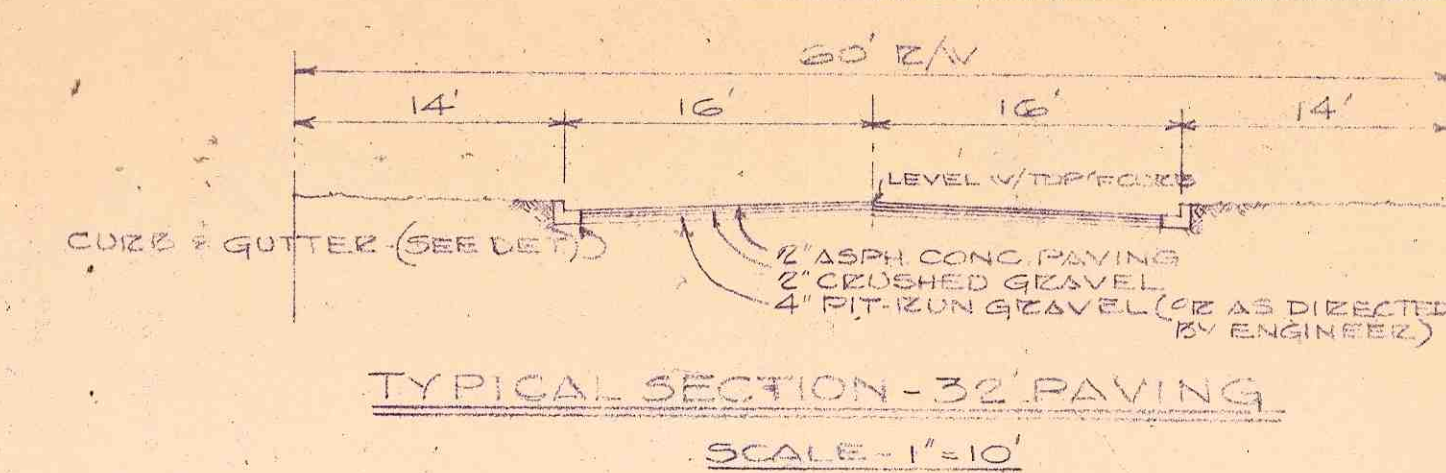 60' R/W
14' 16' 16' 14'
LEVEL W/TOP OF CURB
CURB & GUTTER (SEE DET)
2" ASPH. CONC. PAVING
2" CRUSHED GRAVEL
4" PIT-RUN GRAVEL (OR AS DIRECTED
BY ENGINEER)
TYPICAL SECTION - 32' PAVING
SCALE - 1"=10'